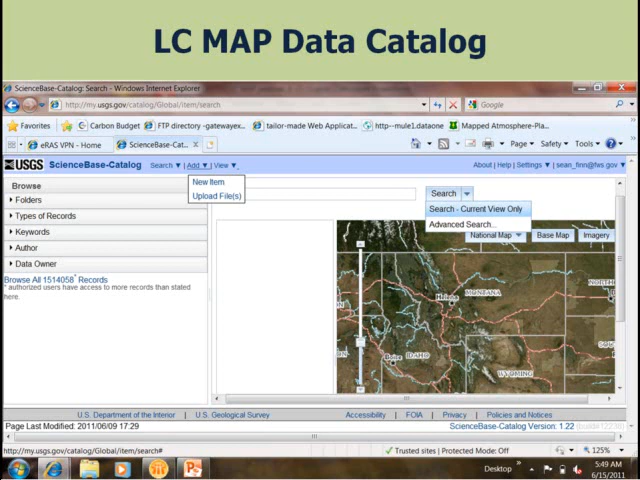 LC MAP Data Catalog
ScienceBase-Catalog: Search - Windows Internet Explorer
http://my.usgs.gov/catalog/Global/item/search
Google
Favorites
Carbon Budget
FTP directory -gatewayex...
tailor-made Web Applicat...
http--mule1.dataone
Mapped Atmosphere-Pla...
eRAS VPN - Home
ScienceBase-Cat...
Page
Safety
Tools
USGS
ScienceBase-Catalog
Search ▼ | Add ▼ | View ▼
About | Help | Settings ▼ | sean_finn@fws.gov ▼
New Item
Upload File(s)
Search
Search - Current View Only
Advanced Search...
Browse
Folders
Types of Records
Keywords
Author
Data Owner
Browse All 1514058* Records
* authorized users have access to more records than stated
here.
National Map
Base Map
Imagery
Helena
MONTANA
NORTH
Boise
IDAHO
WYOMING
U.S. Department of the Interior | U.S. Geological Survey
Accessibility | FOIA | Privacy | Policies and Notices
Page Last Modified: 2011/06/09 17:29
ScienceBase-Catalog Version: 1.22
http://my.usgs.gov/catalog/Global/item/search#
Trusted sites | Protected Mode: Off
125%
Desktop
5:49 AM
6/15/2011